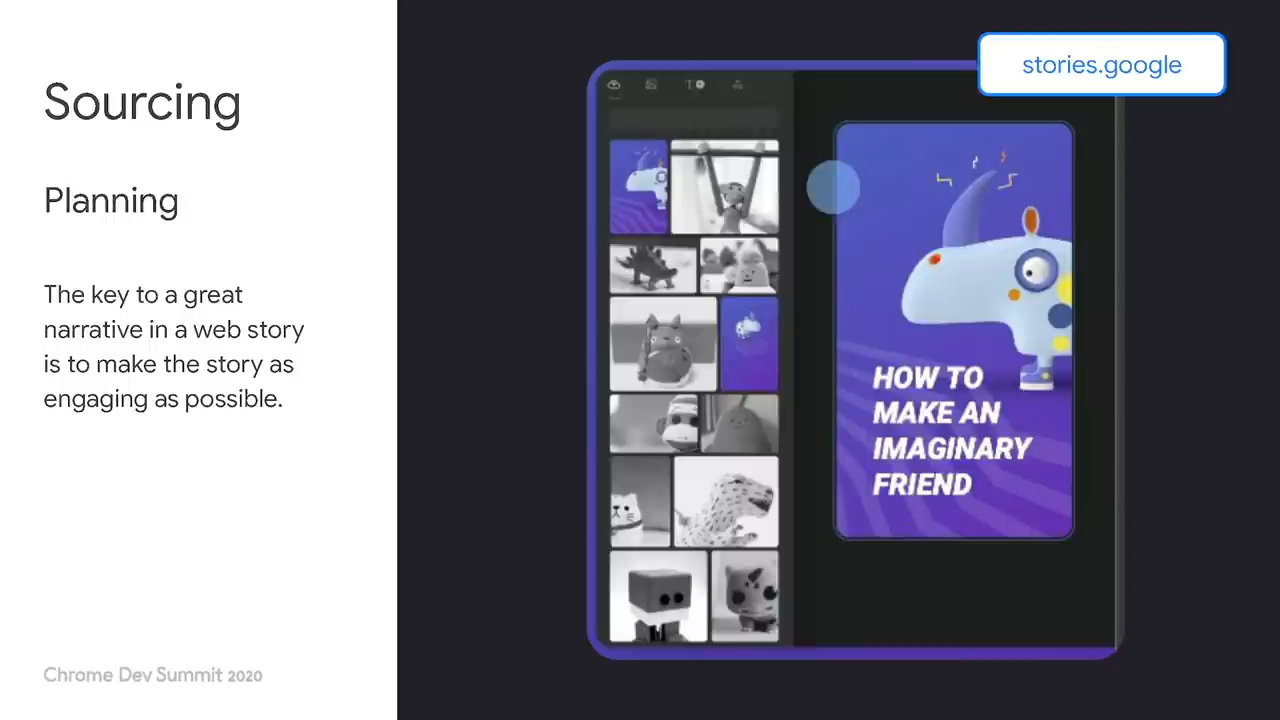 Sourcing
Planning
The key to a great
narrative in a web story
is to make the story as
engaging as possible.
Chrome Dev Summit 2020
stories.google
HOW TO
MAKE AN
IMAGINARY
FRIEND